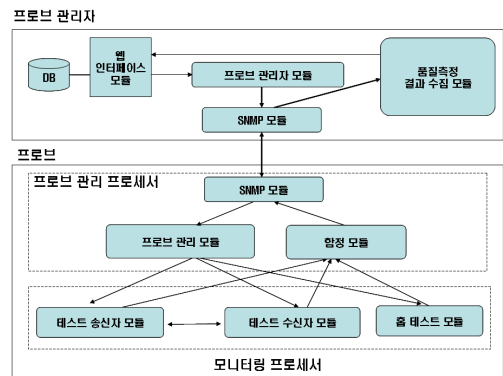 프로브 관리자
웹
인터페이스
모듈
DB
프로브 관리자 모듈
품질측정
결과 수집 모듈
SNMP 모듈
프로브
프로브 관리 프로세서
SNMP 모듈
프로브 관리 모듈
함정 모듈
테스트 송신자 모듈
테스트 수신자 모듈
홉 테스트 모듈
모니터링 프로세서